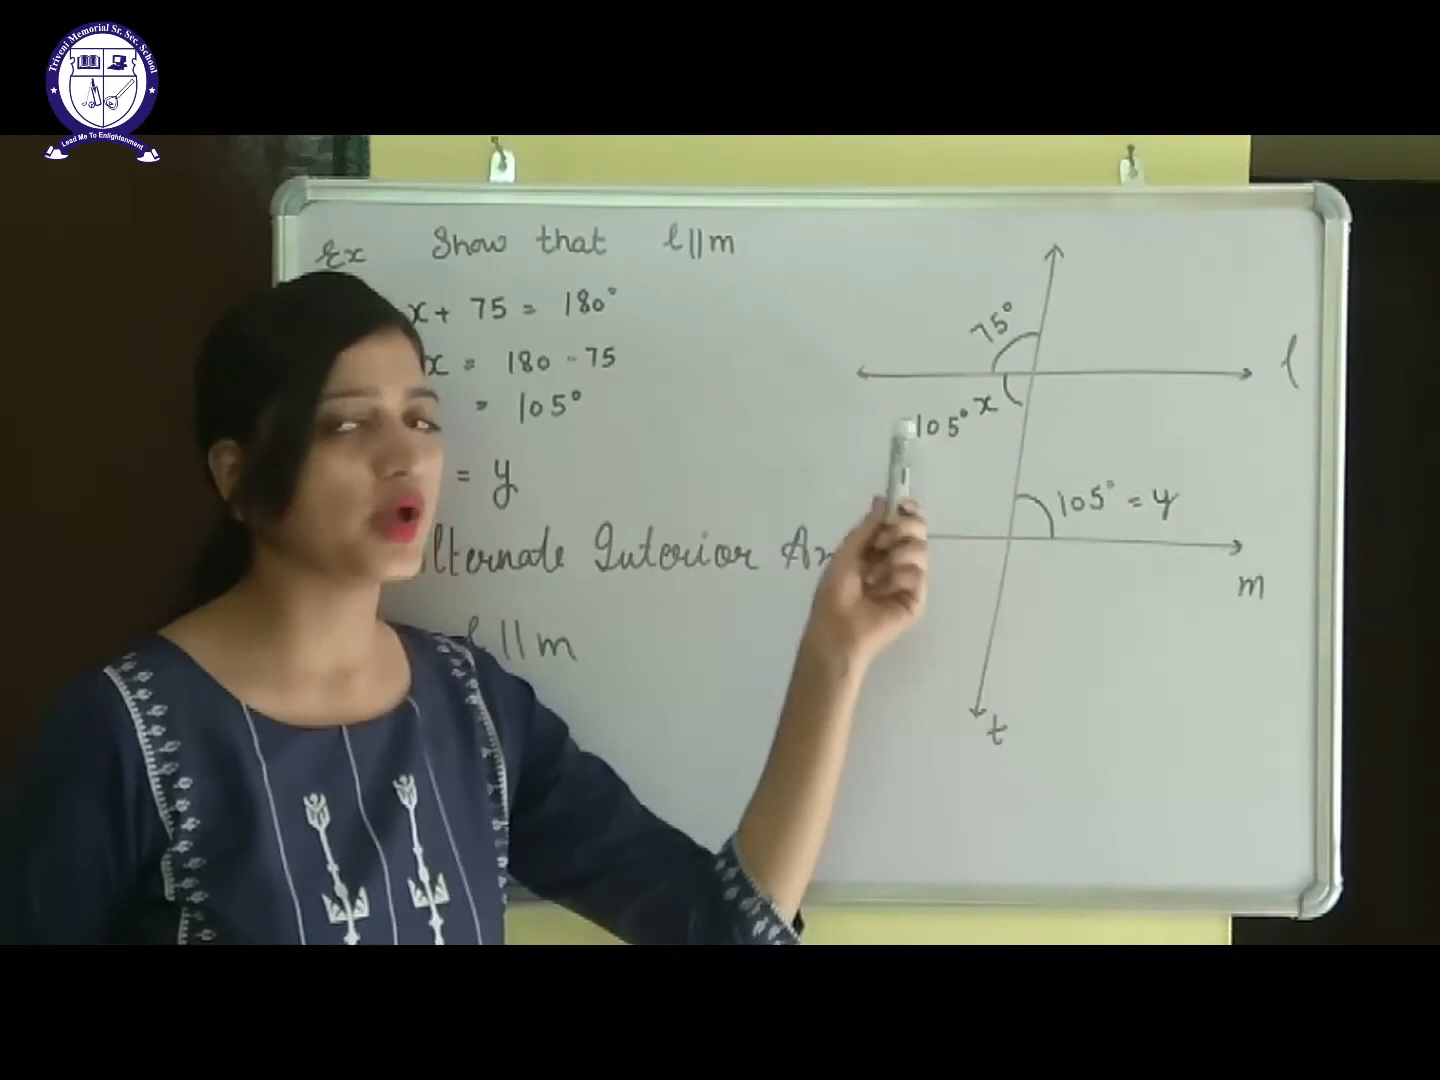 Triveni Memorial Sr. Sec. School
Lead Me To Enlightenment
Ex Show that l||m
x + 75 = 180°
x = 180 - 75
= 105°
= y
lternate Interior An
l||m
75°
l
105° x
105° = y
m
t